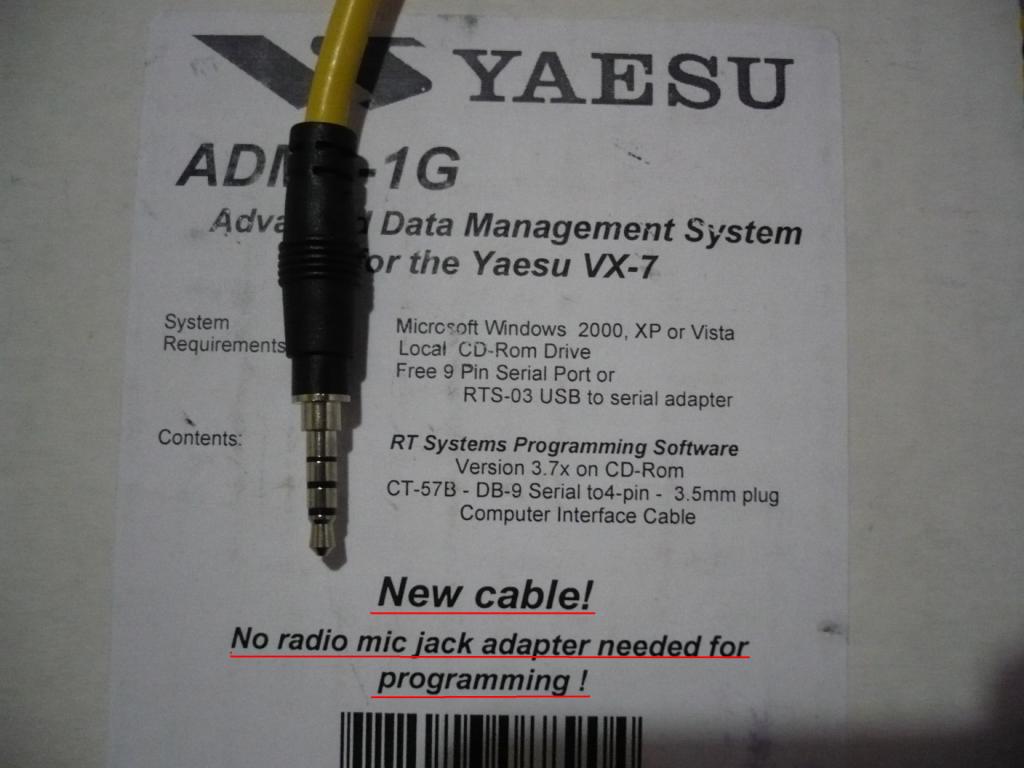 YAESU
-1G
Data Management System
for the Yaesu VX-7
System
Requirements
Microsoft Windows 2000, XP or Vista
Local CD-Rom Drive
Free 9 Pin Serial Port or
RTS-03 USB to serial adapter
Contents:
RT Systems Programming Software
Version 3.7x on CD-Rom
CT-57B - DB-9 Serial to4-pin - 3.5mm plug
Computer Interface Cable
New cable!
No radio mic jack adapter needed for
programming !